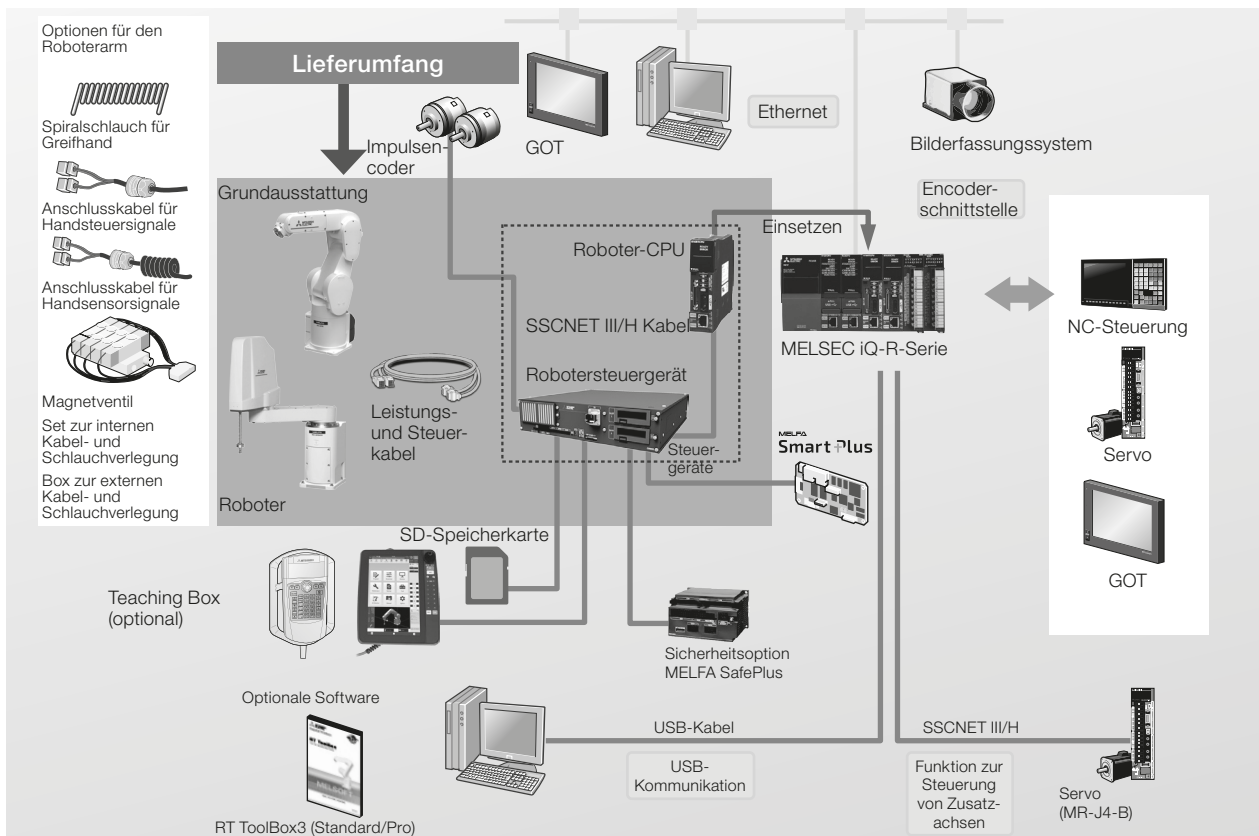 Optionen für den
Roboterarm
Spiralschlauch für
Greifhand
Anschlusskabel für
Handsteuersignale
Anschlusskabel für
Handsensorsignale
Magnetventil
Set zur internen
Kabel- und
Schlauchverlegung
Box zur externen
Kabel- und
Schlauchverlegung
Lieferumfang
Impulsen-
coder
GOT
Ethernet
Bilderfassungssystem
Grundausstattung
Encoder-
schnittstelle
Einsetzen
Roboter-CPU
SSCNET III/H Kabel
MELSEC iQ-R-Serie
NC-Steuerung
Robotersteuergerät
Leistungs-
und Steuer-
kabel
Steuer-
geräte
MELFA
Smart Plus
Servo
Roboter
GOT
SD-Speicherkarte
Teaching Box
(optional)
Sicherheitsoption
MELFA SafePlus
Optionale Software
RT ToolBox
MELSOFT
USB-Kabel
SSCNET III/H
USB-
Kommunikation
Funktion zur
Steuerung
von Zusatz-
achsen
Servo
(MR-J4-B)
RT ToolBox3 (Standard/Pro)